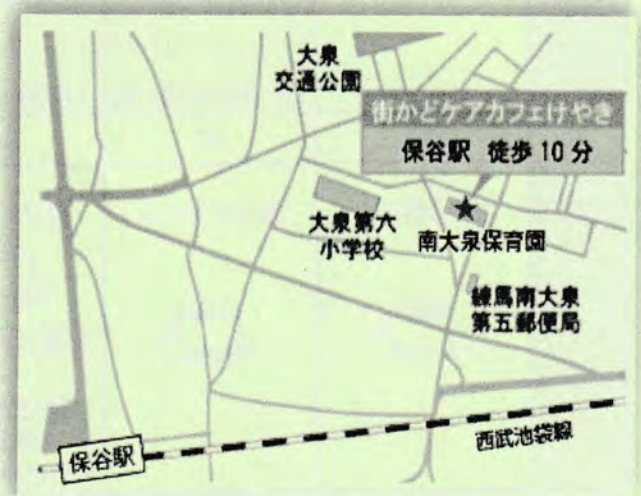 大泉
交通公園
街かどケアカフェけやき
保谷駅 徒歩10分
大泉第六
小学校
南大泉保育園
練馬南大泉
第五郵便局
西武池袋線
保谷駅